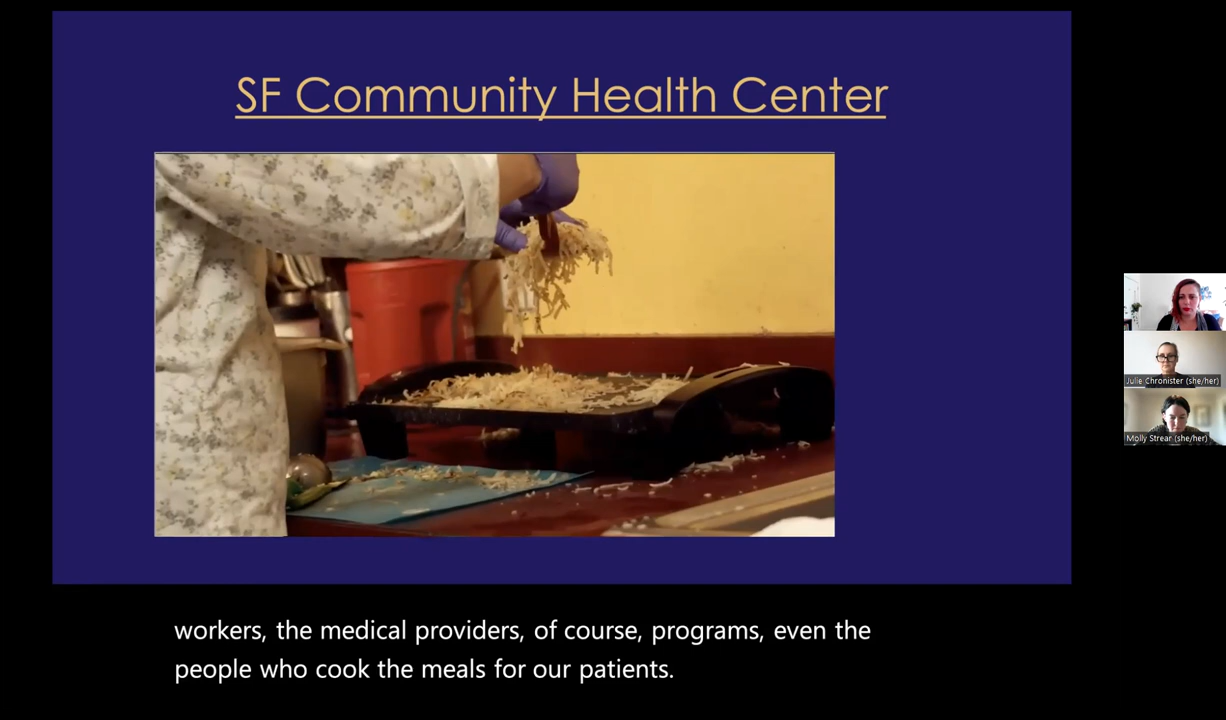 SF Community Health Center
Julie Chronister (she/her)
Molly Strear (she/her)
workers, the medical providers, of course, programs, even the
people who cook the meals for our patients.